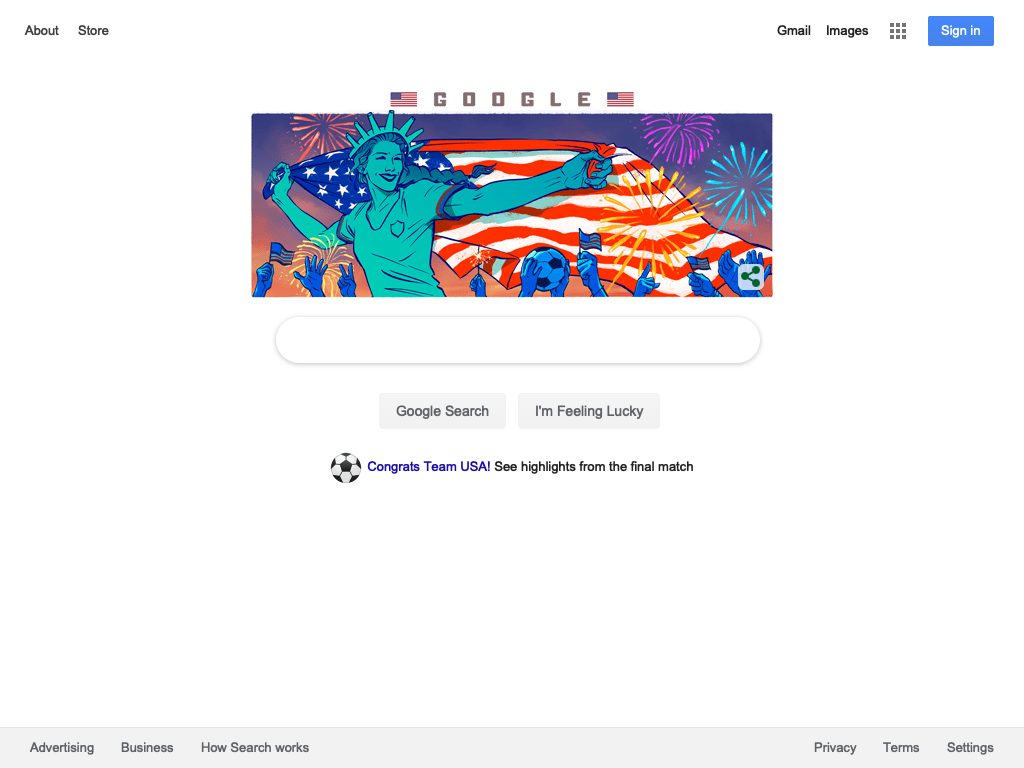 About Store Gmail Images Sign in
GOOGLE
Google Search I'm Feeling Lucky
Congrats Team USA! See highlights from the final match
Advertising Business How Search works Privacy Terms Settings